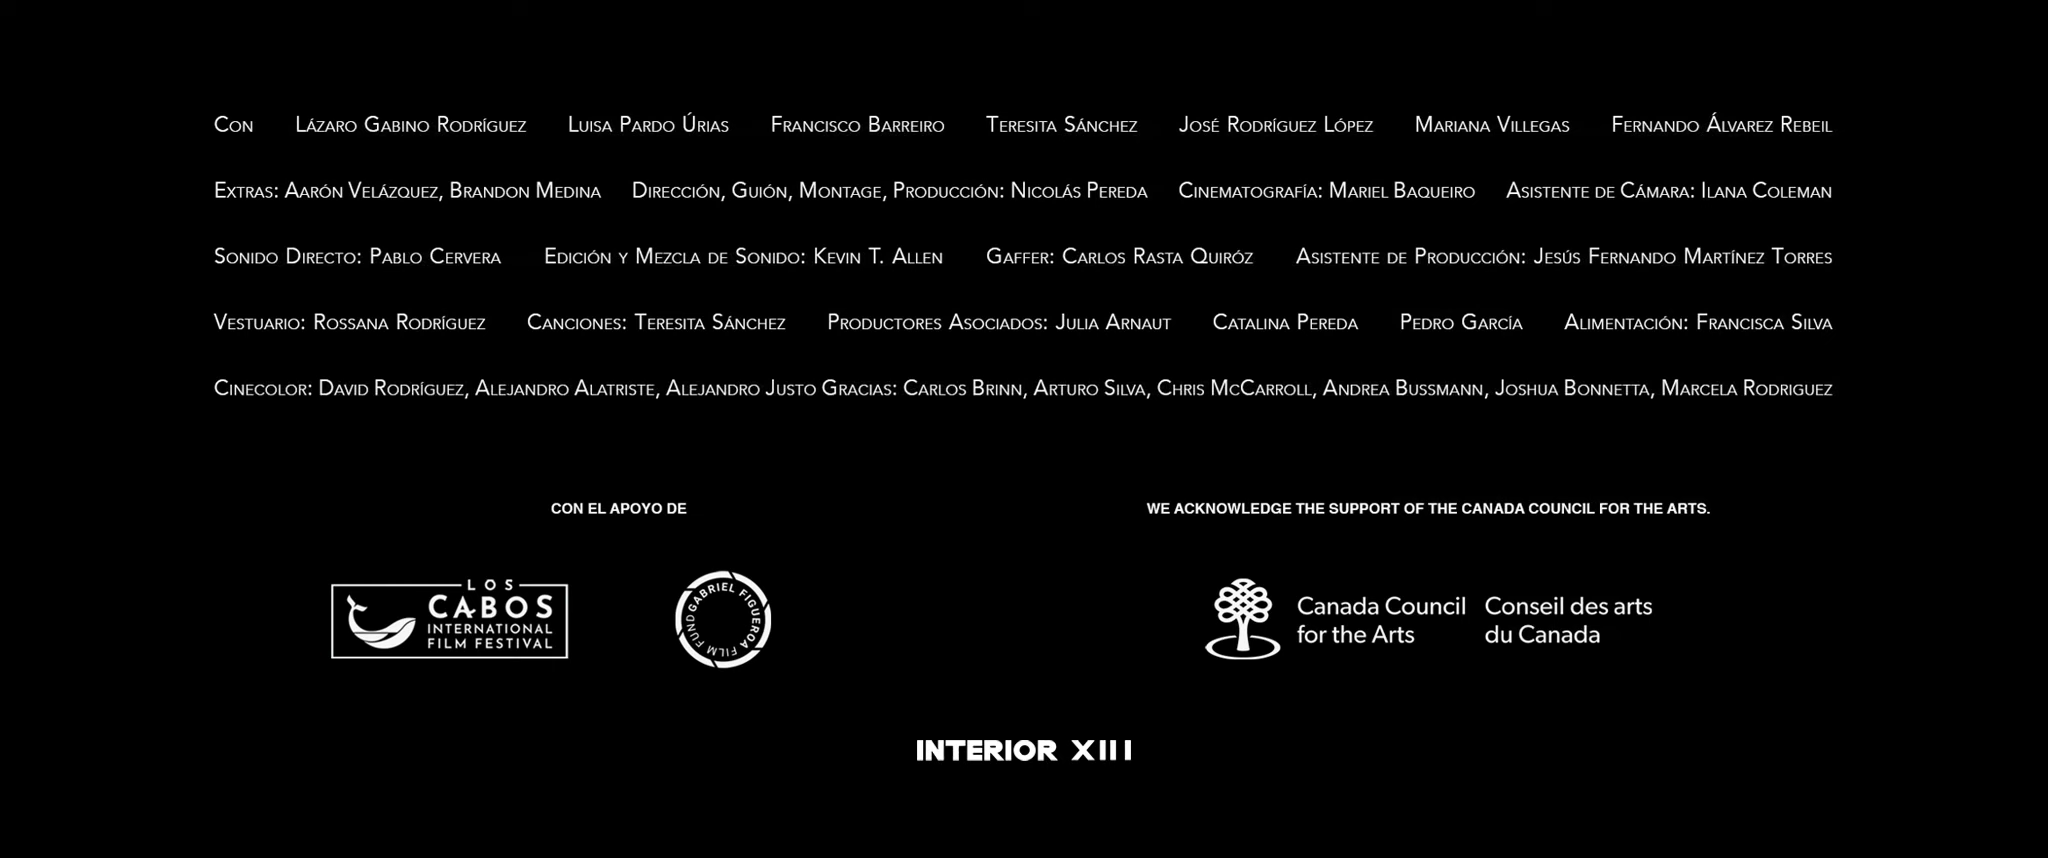 Con Lázaro Gabino Rodríguez Luisa Pardo Úrias Francisco Barreiro Teresita Sánchez José Rodríguez López Mariana Villegas Fernando Álvarez Rebeil
Extras: Aarón Velázquez, Brandon Medina Dirección, Guión, Montage, Producción: Nicolás Pereda Cinematografía: Mariel Baqueiro Asistente de Cámara: Ilana Coleman
Sonido Directo: Pablo Cervera Edición y Mezcla de Sonido: Kevin T. Allen Gaffer: Carlos Rasta Quiróz Asistente de Producción: Jesús Fernando Martínez Torres
Vestuario: Rossana Rodríguez Canciones: Teresita Sánchez Productores Asociados: Julia Arnaut Catalina Pereda Pedro García Alimentación: Francisca Silva
Cinecolor: David Rodríguez, Alejandro Alatriste, Alejandro Justo Gracias: Carlos Brinn, Arturo Silva, Chris McCarroll, Andrea Bussmann, Joshua Bonnetta, Marcela Rodriguez
CON EL APOYO DE
LOS
CABOS
INTERNATIONAL
FILM FESTIVAL
GABRIEL FIGUEROA FILM FUND
WE ACKNOWLEDGE THE SUPPORT OF THE CANADA COUNCIL FOR THE ARTS.
Canada Council
for the Arts
Conseil des arts
du Canada
INTERIOR XIII